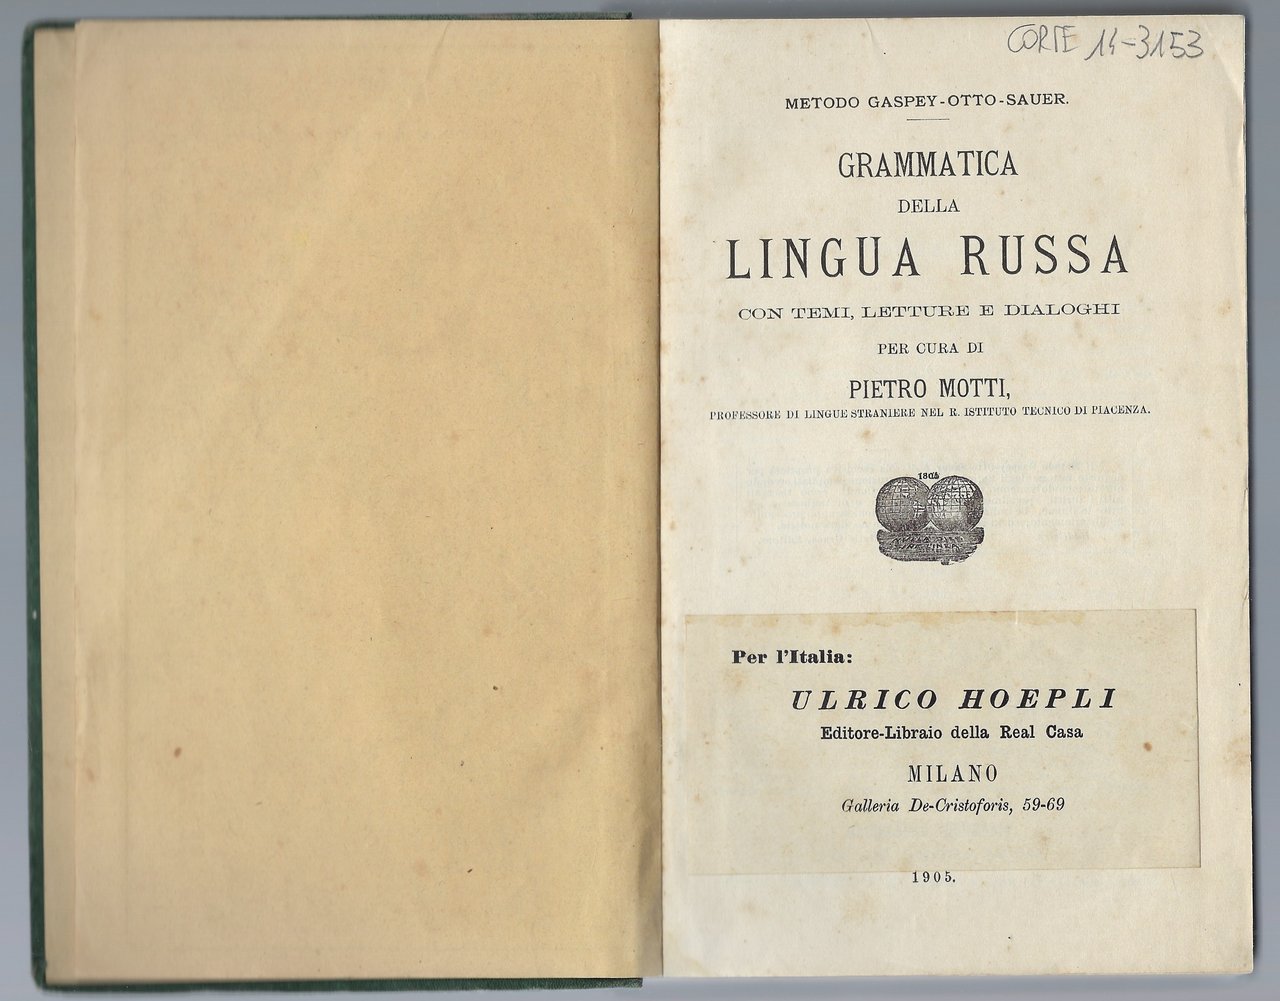 CORTE 14-3153
METODO GASPEY-OTTO-SAUER.
GRAMMATICA
DELLA
LINGUA RUSSA
CON TEMI, LETTURE E DIALOGHI
PER CURA DI
PIETRO MOTTI,
PROFESSORE DI LINGUE STRANIERE NEL R. ISTITUTO TECNICO DI PIACENZA.
Per l'Italia:
ULRICO HOEPLI
Editore-Libraio della Real Casa
MILANO
Galleria De-Cristoforis, 59-69
1905.